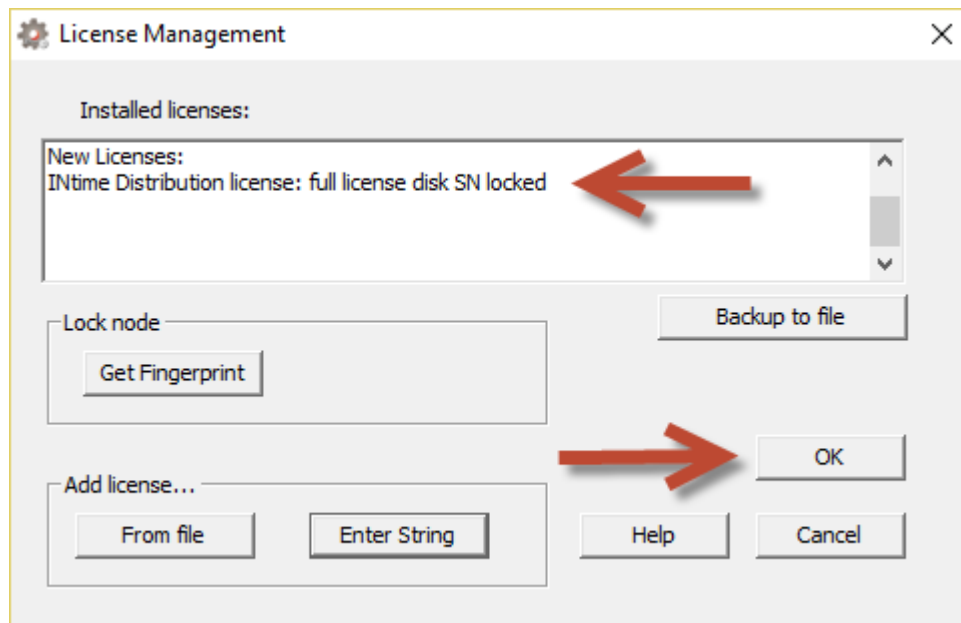 License Management
Installed licenses:
New Licenses:
INtime Distribution license: full license disk SN locked
Backup to file
Lock node
Get Fingerprint
OK
Add license...
From file
Enter String
Help
Cancel